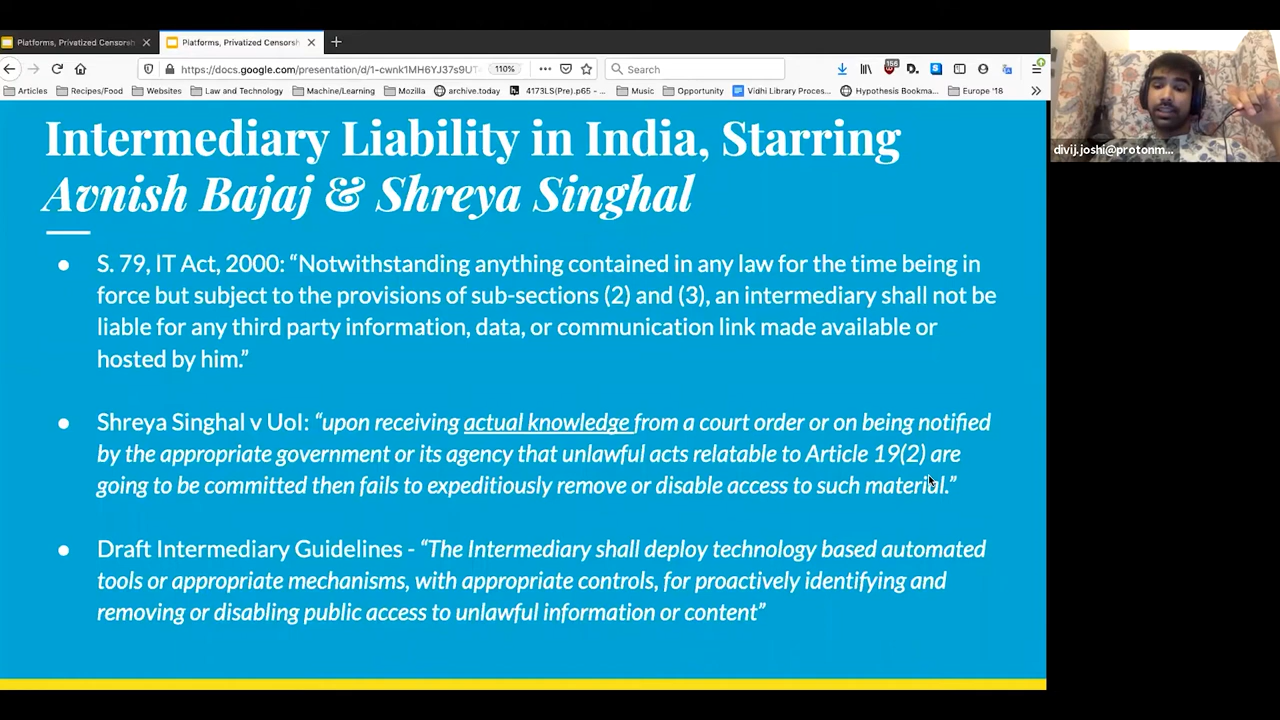 Platforms, Privatized Censorsh
Platforms, Privatized Censorsh
https://docs.google.com/presentation/d/1-cwnk1MH6YJ37s9UT
110%
Search
156
D.
S
Articles
Recipes/Food
Websites
Law and Technology
Machine/Learning
Mozilla
archive.today
4173LS(Pre).p65 -
Music
Opportunity
Vidhi Library Proces...
Hypothesis Bookma...
Europe '18
divij.joshi@protonm...
Intermediary Liability in India, Starring
Avnish Bajaj & Shreya Singhal
S. 79, IT Act, 2000: “Notwithstanding anything contained in any law for the time being in
force but subject to the provisions of sub-sections (2) and (3), an intermediary shall not be
liable for any third party information, data, or communication link made available or
hosted by him.”
Shreya Singhal v UoI: “upon receiving actual knowledge from a court order or on being notified
by the appropriate government or its agency that unlawful acts relatable to Article 19(2) are
going to be committed then fails to expeditiously remove or disable access to such material.”
Draft Intermediary Guidelines - “The Intermediary shall deploy technology based automated
tools or appropriate mechanisms, with appropriate controls, for proactively identifying and
removing or disabling public access to unlawful information or content”